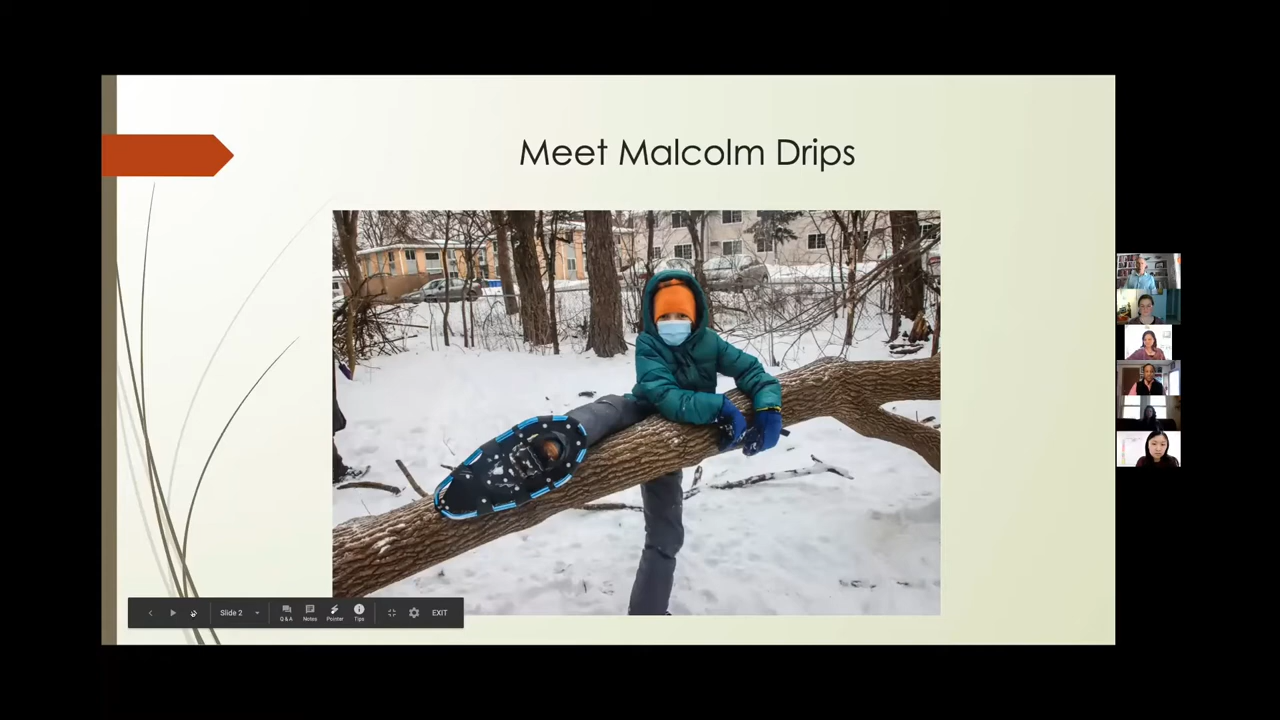 Meet Malcolm Drips
Slide 2
Q & A
Notes
Pointer
Tips
EXIT